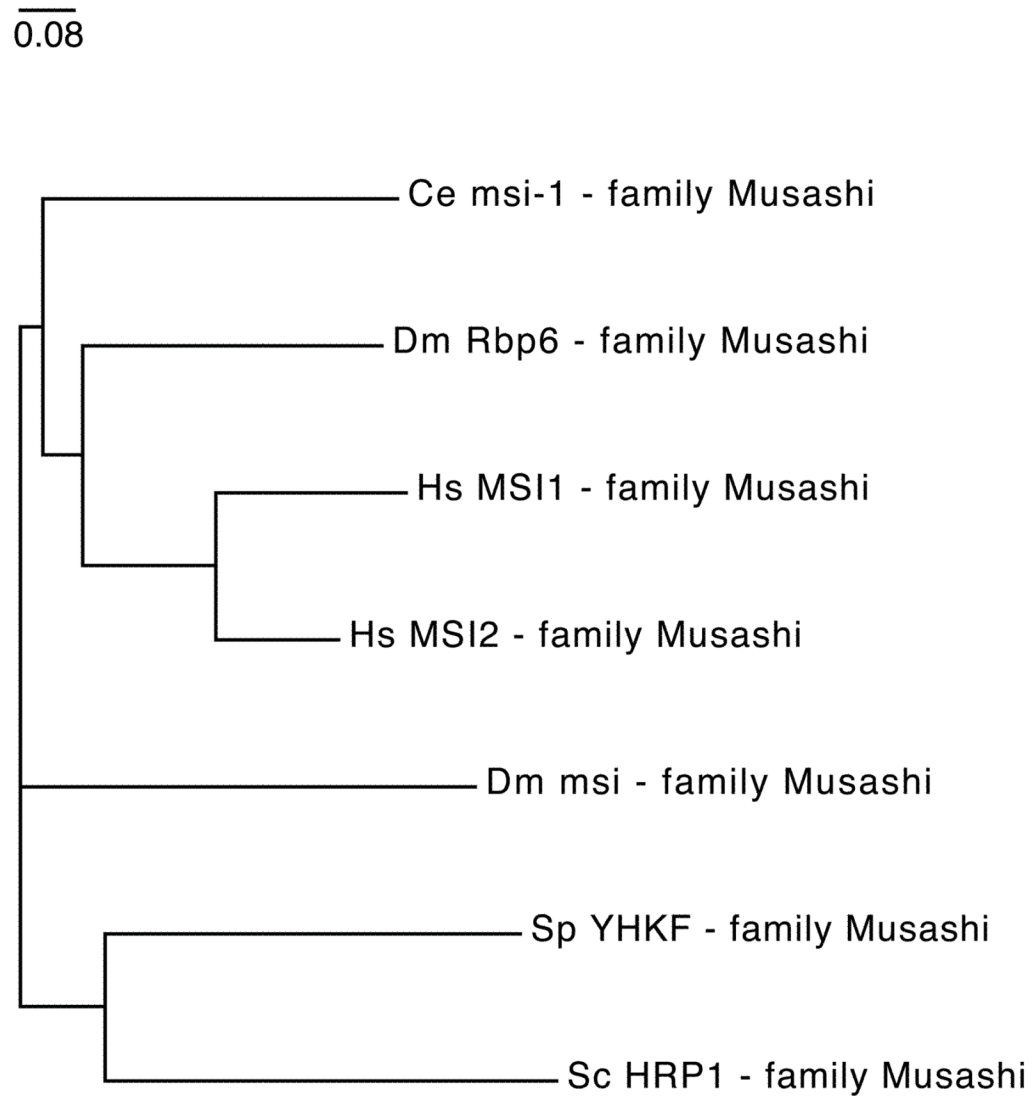 0.08
Ce msi-1 - family Musashi
Dm Rbp6 - family Musashi
Hs MSI1 - family Musashi
Hs MSI2 - family Musashi
Dm msi - family Musashi
Sp YHKF - family Musashi
Sc HRP1 - family Musashi